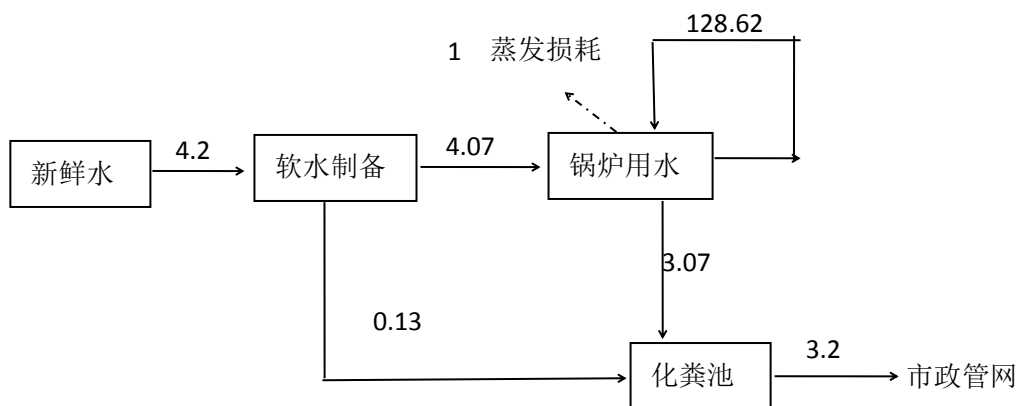 128.62
1 蒸发损耗
新鲜水
4.2
软水制备
4.07
锅炉用水
3.07
0.13
化粪池
3.2
市政管网